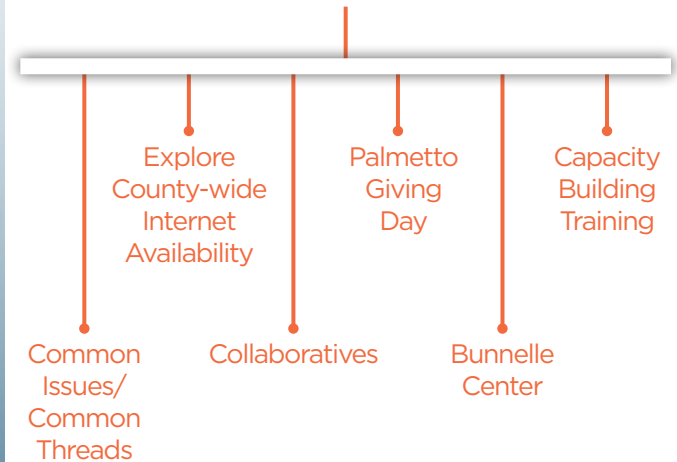 Explore
County-wide
Internet
Availability
Palmetto
Giving
Day
Capacity
Building
Training
Common
Issues/
Common
Threads
Collaboratives
Bunnelle
Center